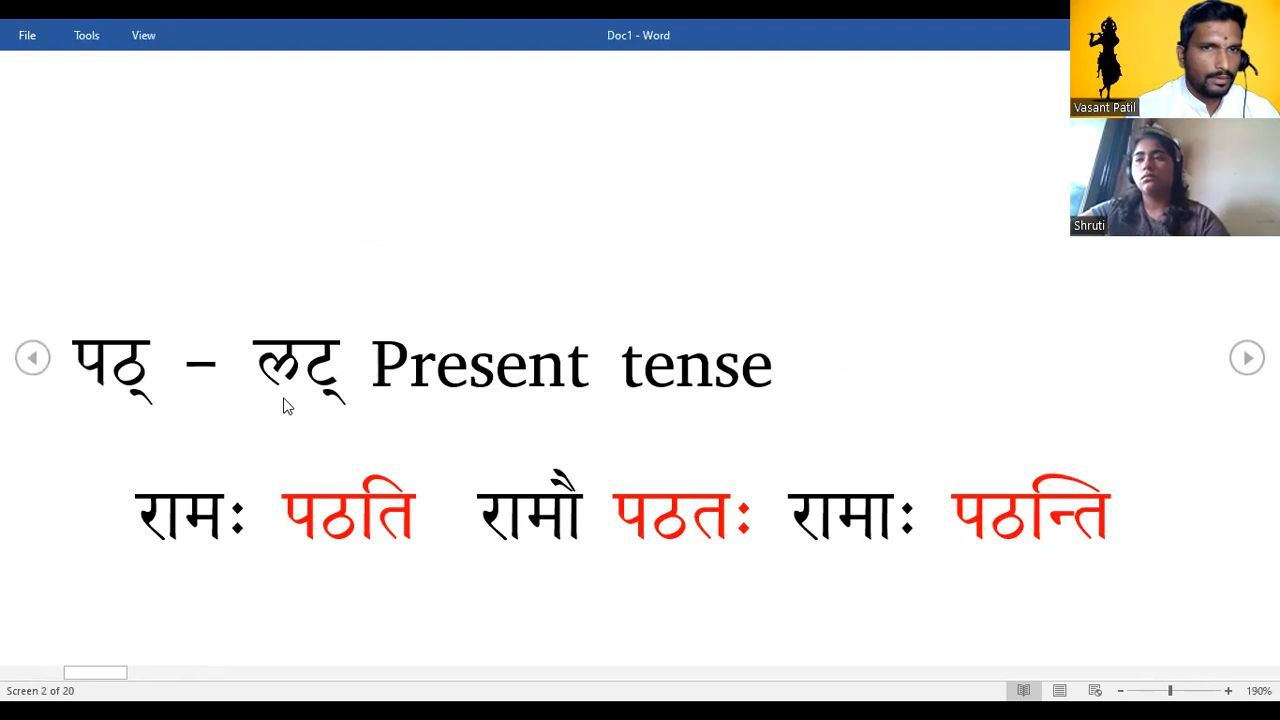 File Tools View Doc1 - Word
Vasant Patil
Shruti
पठ् – लट् Present tense
रामः पठति रामौ पठतः रामाः पठन्ति
Screen 2 of 20 190%